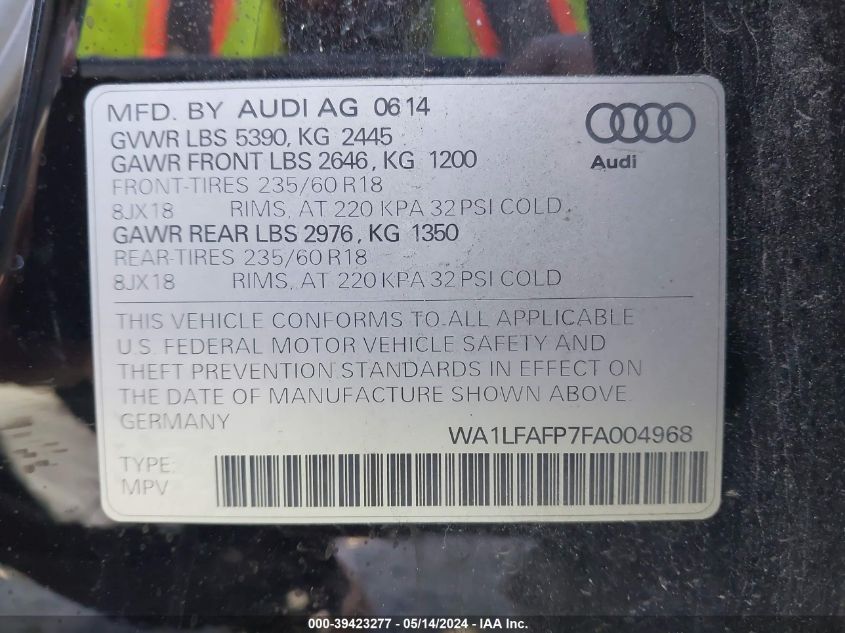 MFD. BY AUDI AG 0614
GVWR LBS 5390, KG 2445
GAWR FRONT LBS 2646, KG 1200
FRONT-TIRES 235/60 R18
8JX18 RIMS, AT 220 KPA 32 PSI COLD,
GAWR REAR LBS 2976, KG 1350
REAR-TIRES 235/60 R18
8JX18 RIMS, AT 220 KPA 32 PSI COLD
Audi
THIS VEHICLE CONFORMS TO ALL APPLICABLE
U.S. FEDERAL MOTOR VEHICLE SAFETY AND
THEFT PREVENTION STANDARDS IN EFFECT ON
THE DATE OF MANUFACTURE SHOWN ABOVE.
GERMANY
WA1LFAFP7FA004968
TYPE:
MPV
000-39423277 - 05/14/2024 - WA1 Inc.